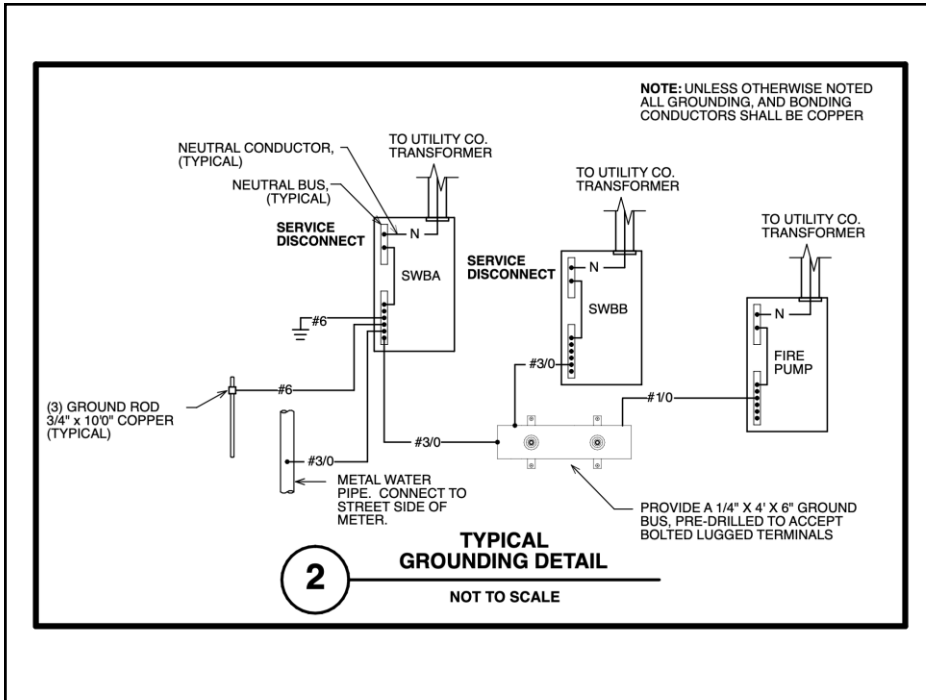 NOTE: UNLESS OTHERWISE NOTED
ALL GROUNDING, AND BONDING
CONDUCTORS SHALL BE COPPER
NEUTRAL CONDUCTOR,
(TYPICAL)
TO UTILITY CO.
TRANSFORMER
NEUTRAL BUS,
(TYPICAL)
TO UTILITY CO.
TRANSFORMER
TO UTILITY CO.
TRANSFORMER
SERVICE
DISCONNECT
N
SWBA
SERVICE
DISCONNECT
N
SWBB
N
FIRE
PUMP
#6
#6
#3/0
#3/0
#3/0
#1/0
(3) GROUND ROD
3/4" x 10'0" COPPER
(TYPICAL)
METAL WATER
PIPE. CONNECT TO
STREET SIDE OF
METER.
PROVIDE A 1/4" X 4' X 6" GROUND
BUS, PRE-DRILLED TO ACCEPT
BOLTED LUGGED TERMINALS
2
TYPICAL
GROUNDING DETAIL
NOT TO SCALE